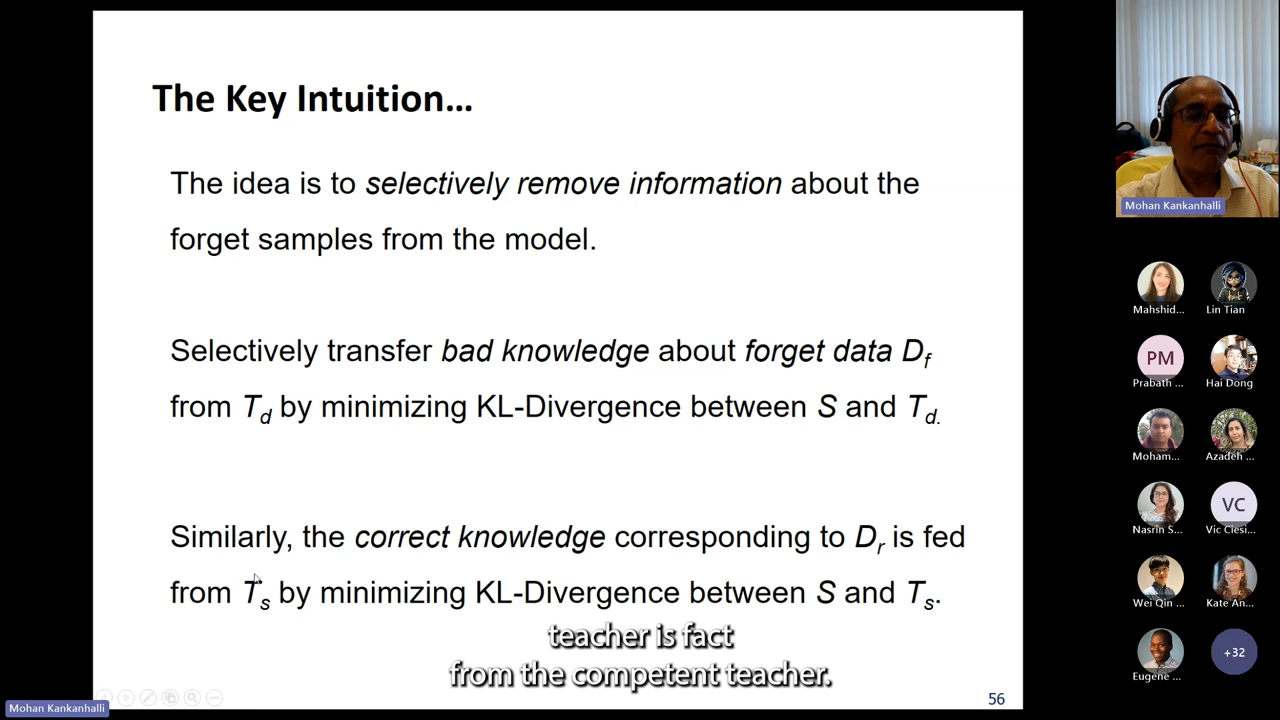 The Key Intuition…
The idea is to selectively remove information about the
forget samples from the model.
Selectively transfer bad knowledge about forget data Df
from Td by minimizing KL-Divergence between S and Td.
Similarly, the correct knowledge corresponding to Dr is fed
from Ts by minimizing KL-Divergence between S and Ts.
teacher is fact
from the competent teacher.
56
Mohan Kankanhalli
Mohan Kankanhalli
Mahshid...
Lin Tian
PM
Prabath ...
Hai Dong
Moham...
Azadeh ...
Nasrin S...
VC
Vic Ciesi...
Wei Qin ...
Kate An...
Eugene ...
+32